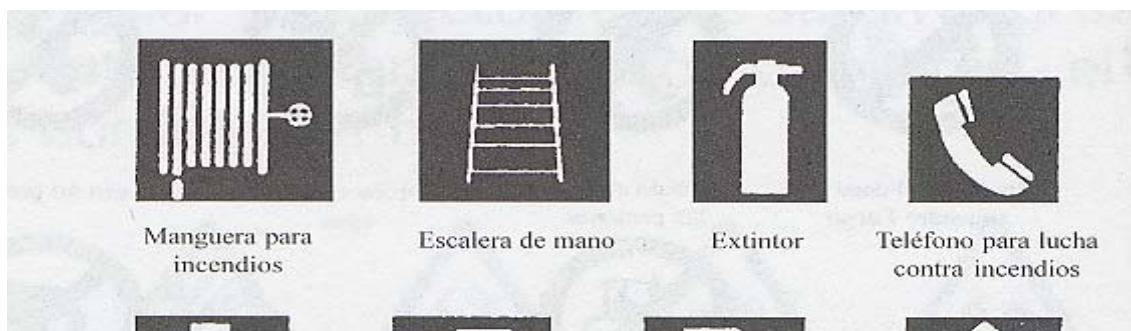 Manguera para
incendios
Escalera de mano
Extintor
Teléfono para lucha
contra incendios